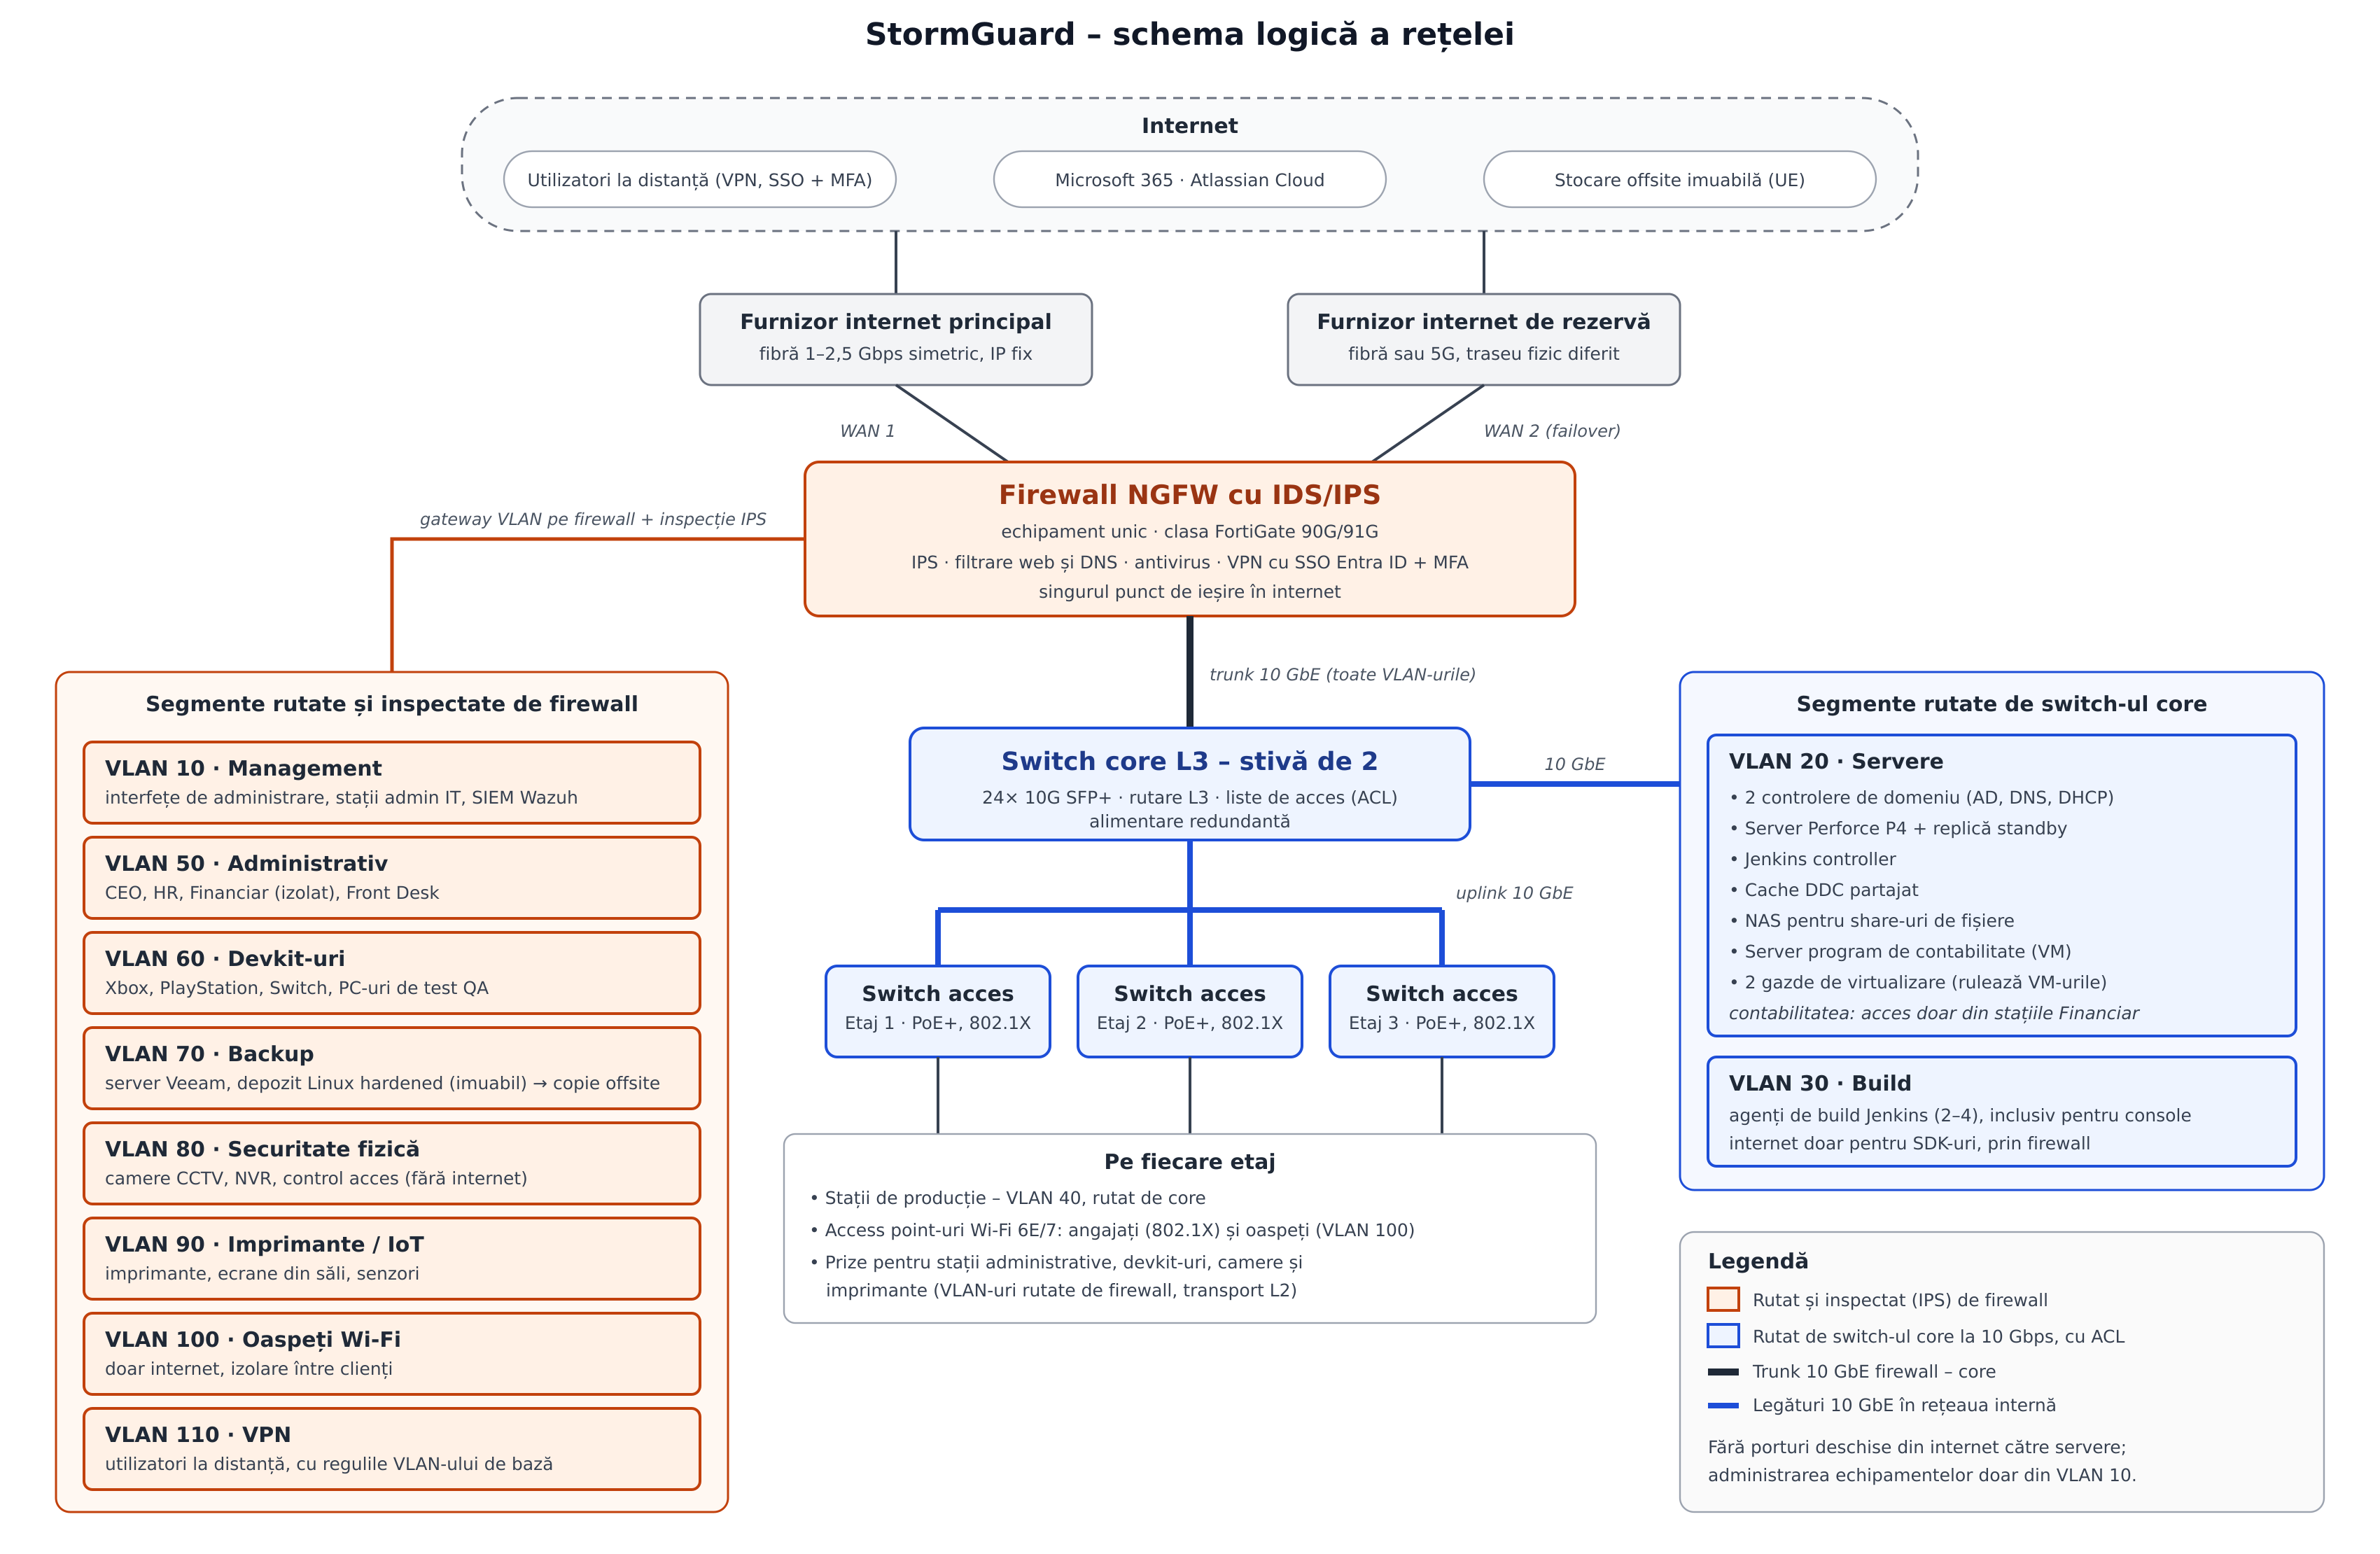 StormGuard – schema logică a rețelei
Internet
Utilizatori la distanță (VPN, SSO + MFA)
Microsoft 365 · Atlassian Cloud
Stocare offsite imuabilă (UE)
Furnizor internet principal
fibră 1–2,5 Gbps simetric, IP fix
Furnizor internet de rezervă
fibră sau 5G, traseu fizic diferit
WAN 1
WAN 2 (failover)
Firewall NGFW cu IDS/IPS
echipament unic · clasa FortiGate 90G/91G
IPS · filtrare web și DNS · antivirus · VPN cu SSO Entra ID + MFA
singurul punct de ieșire în internet
gateway VLAN pe firewall + inspecție IPS
trunk 10 GbE (toate VLAN-urile)
Segmente rutate și inspectate de firewall
VLAN 10 · Management
interfețe de administrare, stații admin IT, SIEM Wazuh
VLAN 50 · Administrativ
CEO, HR, Financiar (izolat), Front Desk
VLAN 60 · Devkit-uri
Xbox, PlayStation, Switch, PC-uri de test QA
VLAN 70 · Backup
server Veeam, depozit Linux hardened (imuabil) → copie offsite
VLAN 80 · Securitate fizică
camere CCTV, NVR, control acces (fără internet)
VLAN 90 · Imprimante / IoT
imprimante, ecrane din săli, senzori
VLAN 100 · Oaspeți Wi-Fi
doar internet, izolare între clienți
VLAN 110 · VPN
utilizatori la distanță, cu regulile VLAN-ului de bază
Switch core L3 – stivă de 2
24× 10G SFP+ · rutare L3 · liste de acces (ACL)
alimentare redundantă
10 GbE
uplink 10 GbE
Switch acces
Etaj 1 · PoE+, 802.1X
Switch acces
Etaj 2 · PoE+, 802.1X
Switch acces
Etaj 3 · PoE+, 802.1X
Pe fiecare etaj
• Stații de producție – VLAN 40, rutat de core
• Access point-uri Wi-Fi 6E/7: angajați (802.1X) și oaspeți (VLAN 100)
• Prize pentru stații administrative, devkit-uri, camere și
imprimante (VLAN-uri rutate de firewall, transport L2)
Segmente rutate de switch-ul core
VLAN 20 · Servere
• 2 controlere de domeniu (AD, DNS, DHCP)
• Server Perforce P4 + replică standby
• Jenkins controller
• Cache DDC partajat
• NAS pentru share-uri de fișiere
• Server program de contabilitate (VM)
• 2 gazde de virtualizare (rulează VM-urile)
contabilitatea: acces doar din stațiile Financiar
VLAN 30 · Build
agenți de build Jenkins (2–4), inclusiv pentru console
internet doar pentru SDK-uri, prin firewall
Legendă
Rutat și inspectat (IPS) de firewall
Rutat de switch-ul core la 10 Gbps, cu ACL
Trunk 10 GbE firewall – core
Legături 10 GbE în rețeaua internă
Fără porturi deschise din internet către servere;
administrarea echipamentelor doar din VLAN 10.